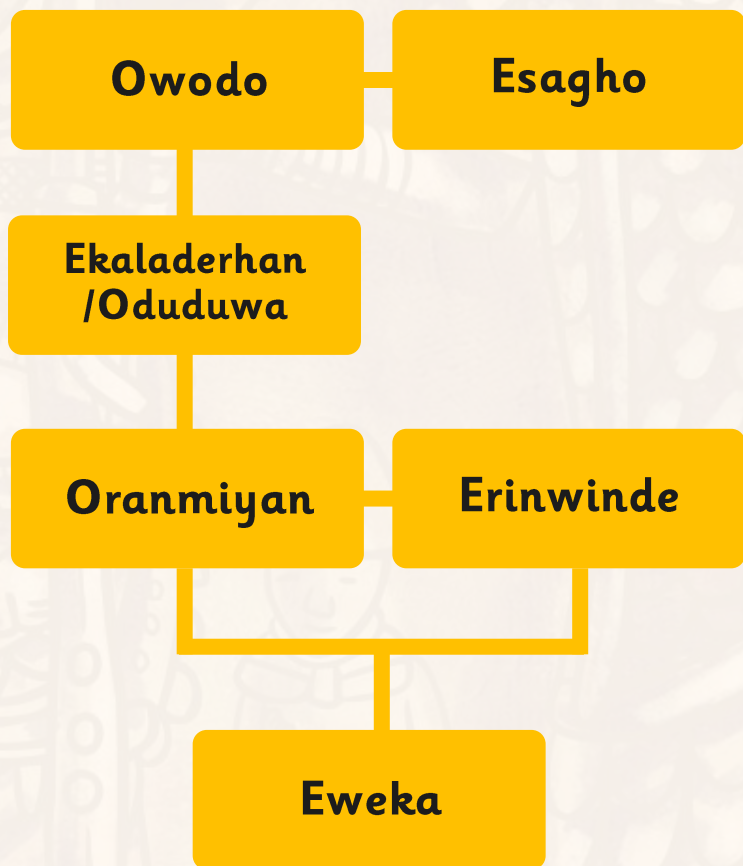 Owodo
Esagho
Ekaladerhan
/Oduduwa
Oranmiyan
Erinwinde
Eweka